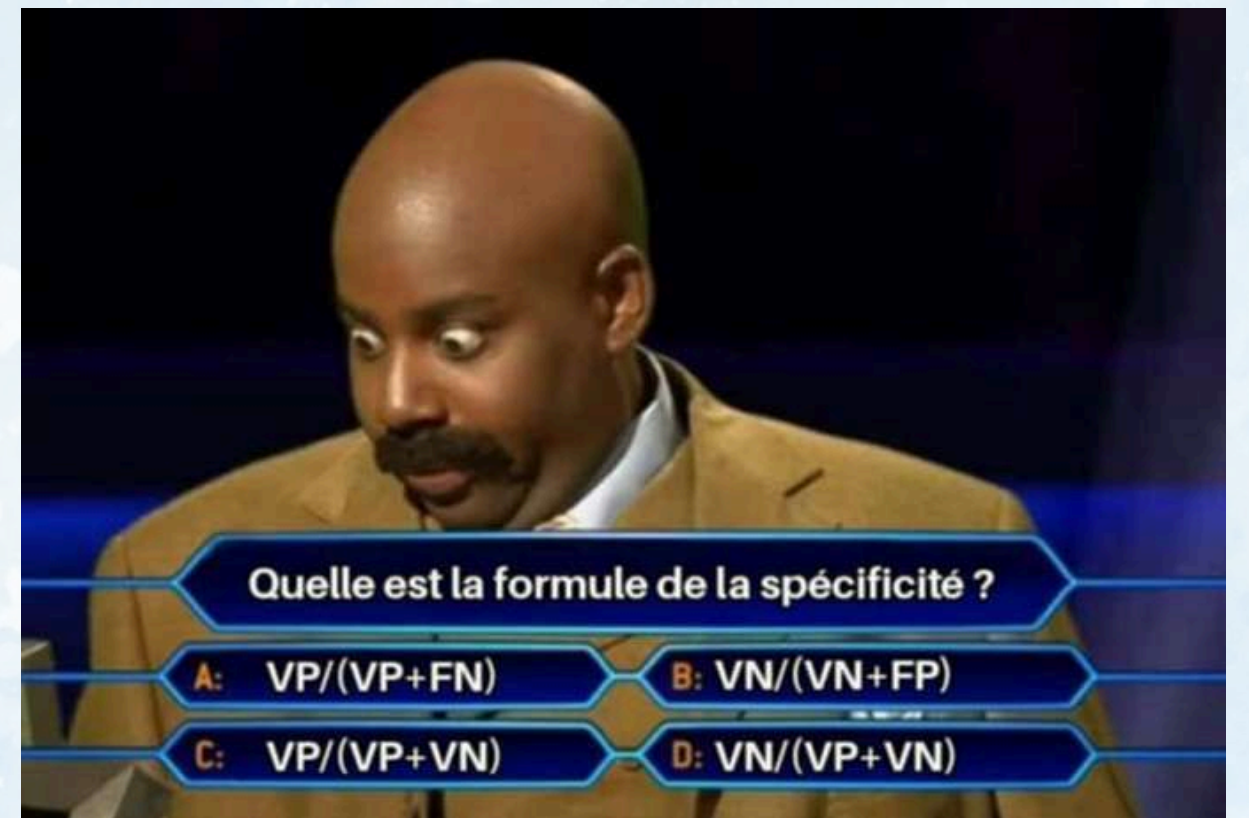 Quelle est la formule de la spécificité ?
A: VP/(VP+FN)
B: VN/(VN+FP)
C: VP/(VP+VN)
D: VN/(VP+VN)